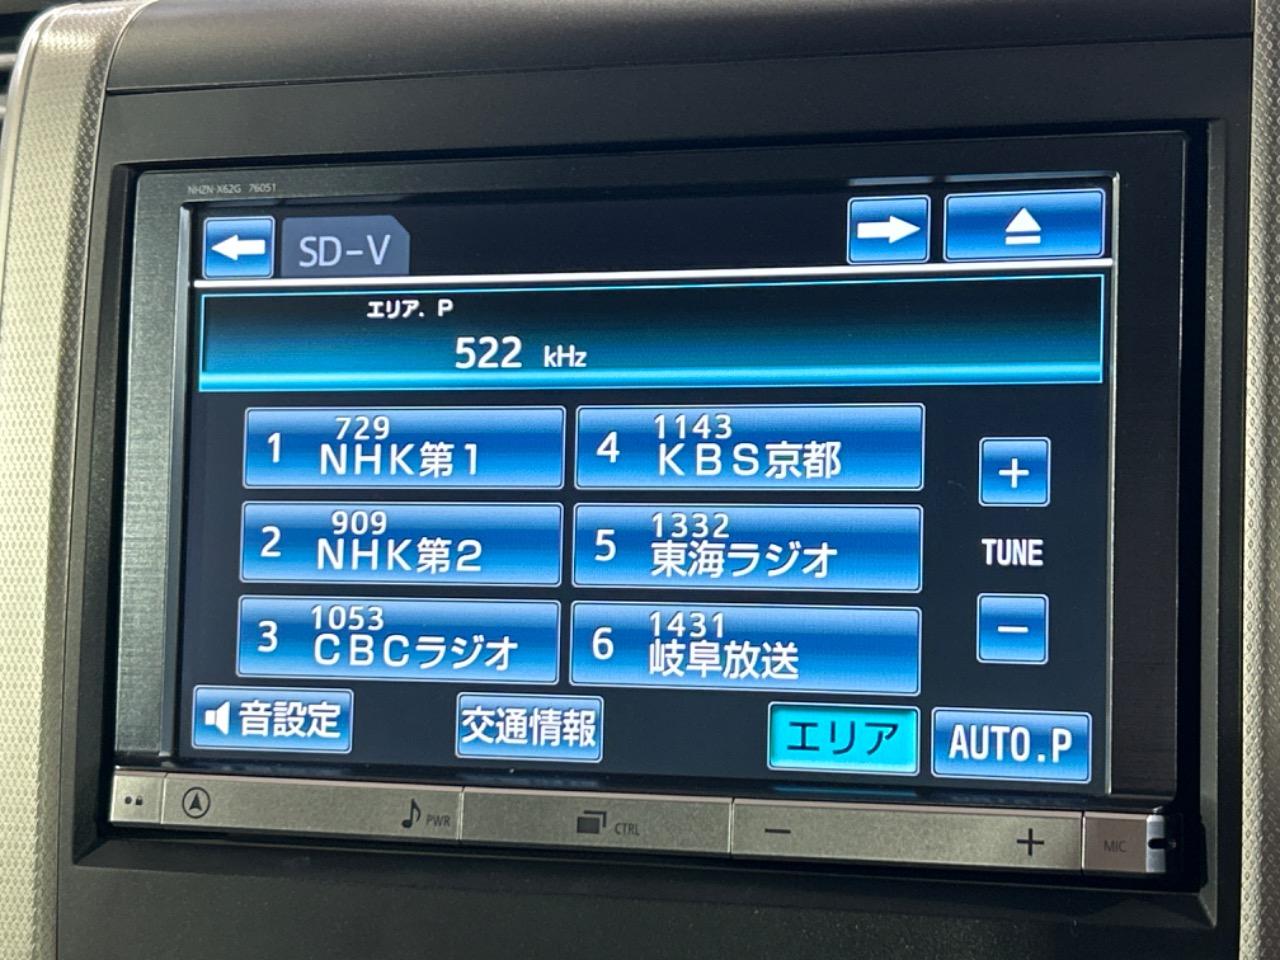 NHZN-X62G 76051
SD-V
エリア. P
522 kHz
1 729 NHK第1
4 1143 KBS京都
2 909 NHK第2
5 1332 東海ラジオ
3 1053 CBCラジオ
6 1431 岐阜放送
+
TUNE
−
音設定
交通情報
エリア
AUTO.P
PWR
CTRL
−
+
MIC